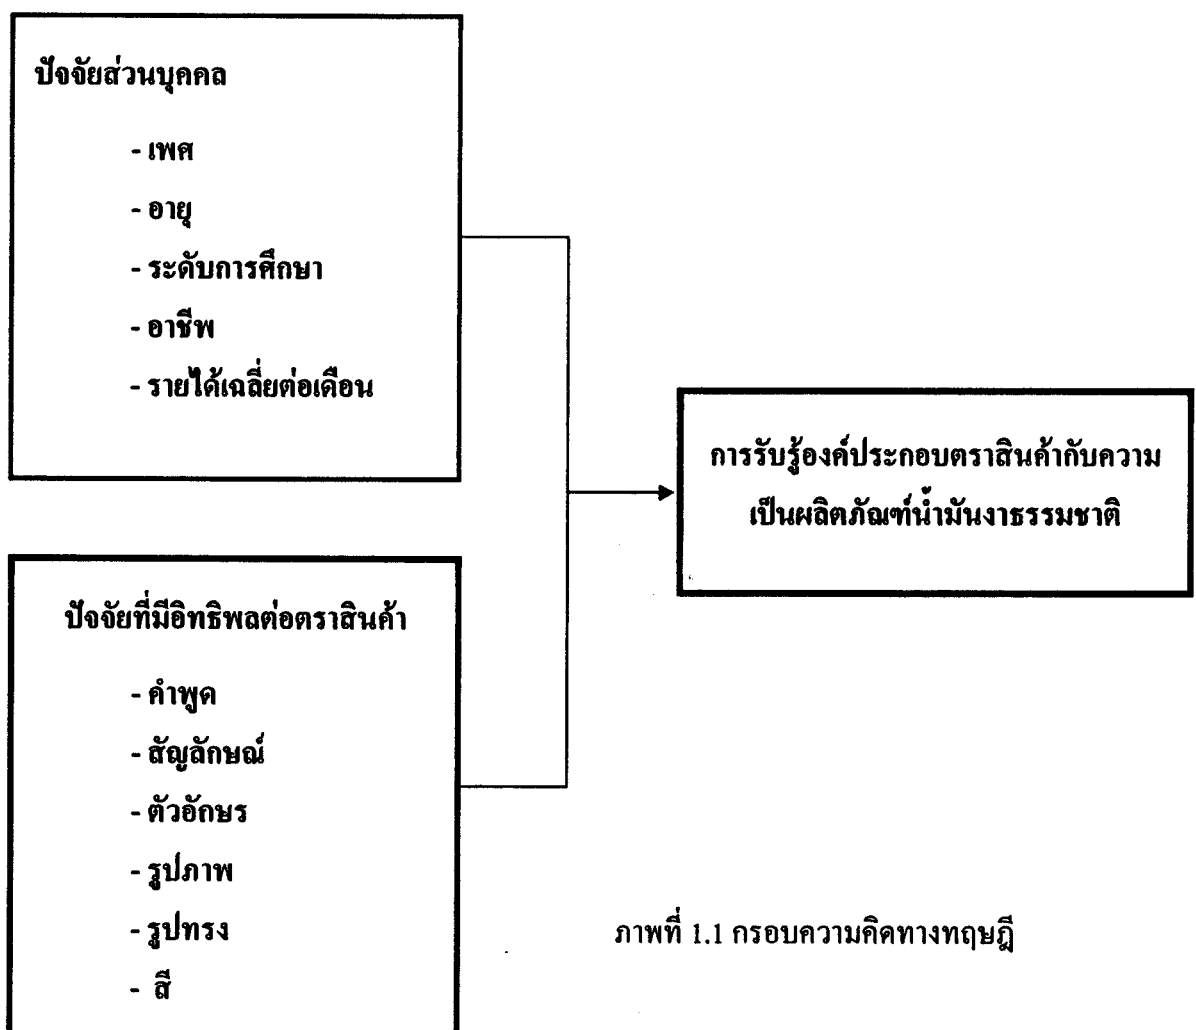 ปัจจัยส่วนบุคคล
- เพศ
- อายุ
- ระดับการศึกษา
- อาชีพ
- รายได้เฉลี่ยต่อเดือน
การรับรู้องค์ประกอบตราสินค้ากับความ
เป็นผลิตภัณฑ์น้ำมันงาธรรมชาติ
ปัจจัยที่มีอิทธิพลต่อตราสินค้า
- คำพูด
- สัญลักษณ์
- ตัวอักษร
- รูปภาพ
- รูปทรง
- สี
ภาพที่ 1.1 กรอบความคิดทางทฤษฎี